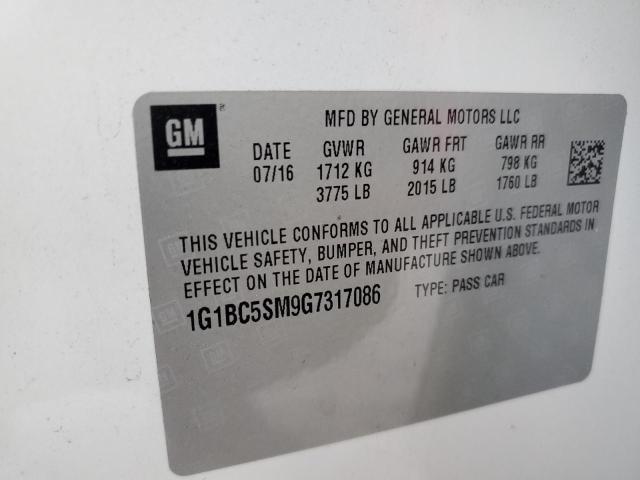 GM
MFD BY GENERAL MOTORS LLC
DATE GVWR GAWR FRT GAWR RR
07/16 1712 KG 914 KG 798 KG
3775 LB 2015 LB 1760 LB
THIS VEHICLE CONFORMS TO ALL APPLICABLE U.S. FEDERAL MOTOR
VEHICLE SAFETY, BUMPER, AND THEFT PREVENTION STANDARDS IN
EFFECT ON THE DATE OF MANUFACTURE SHOWN ABOVE.
1G1BC5SM9G7317086 TYPE: PASS CAR